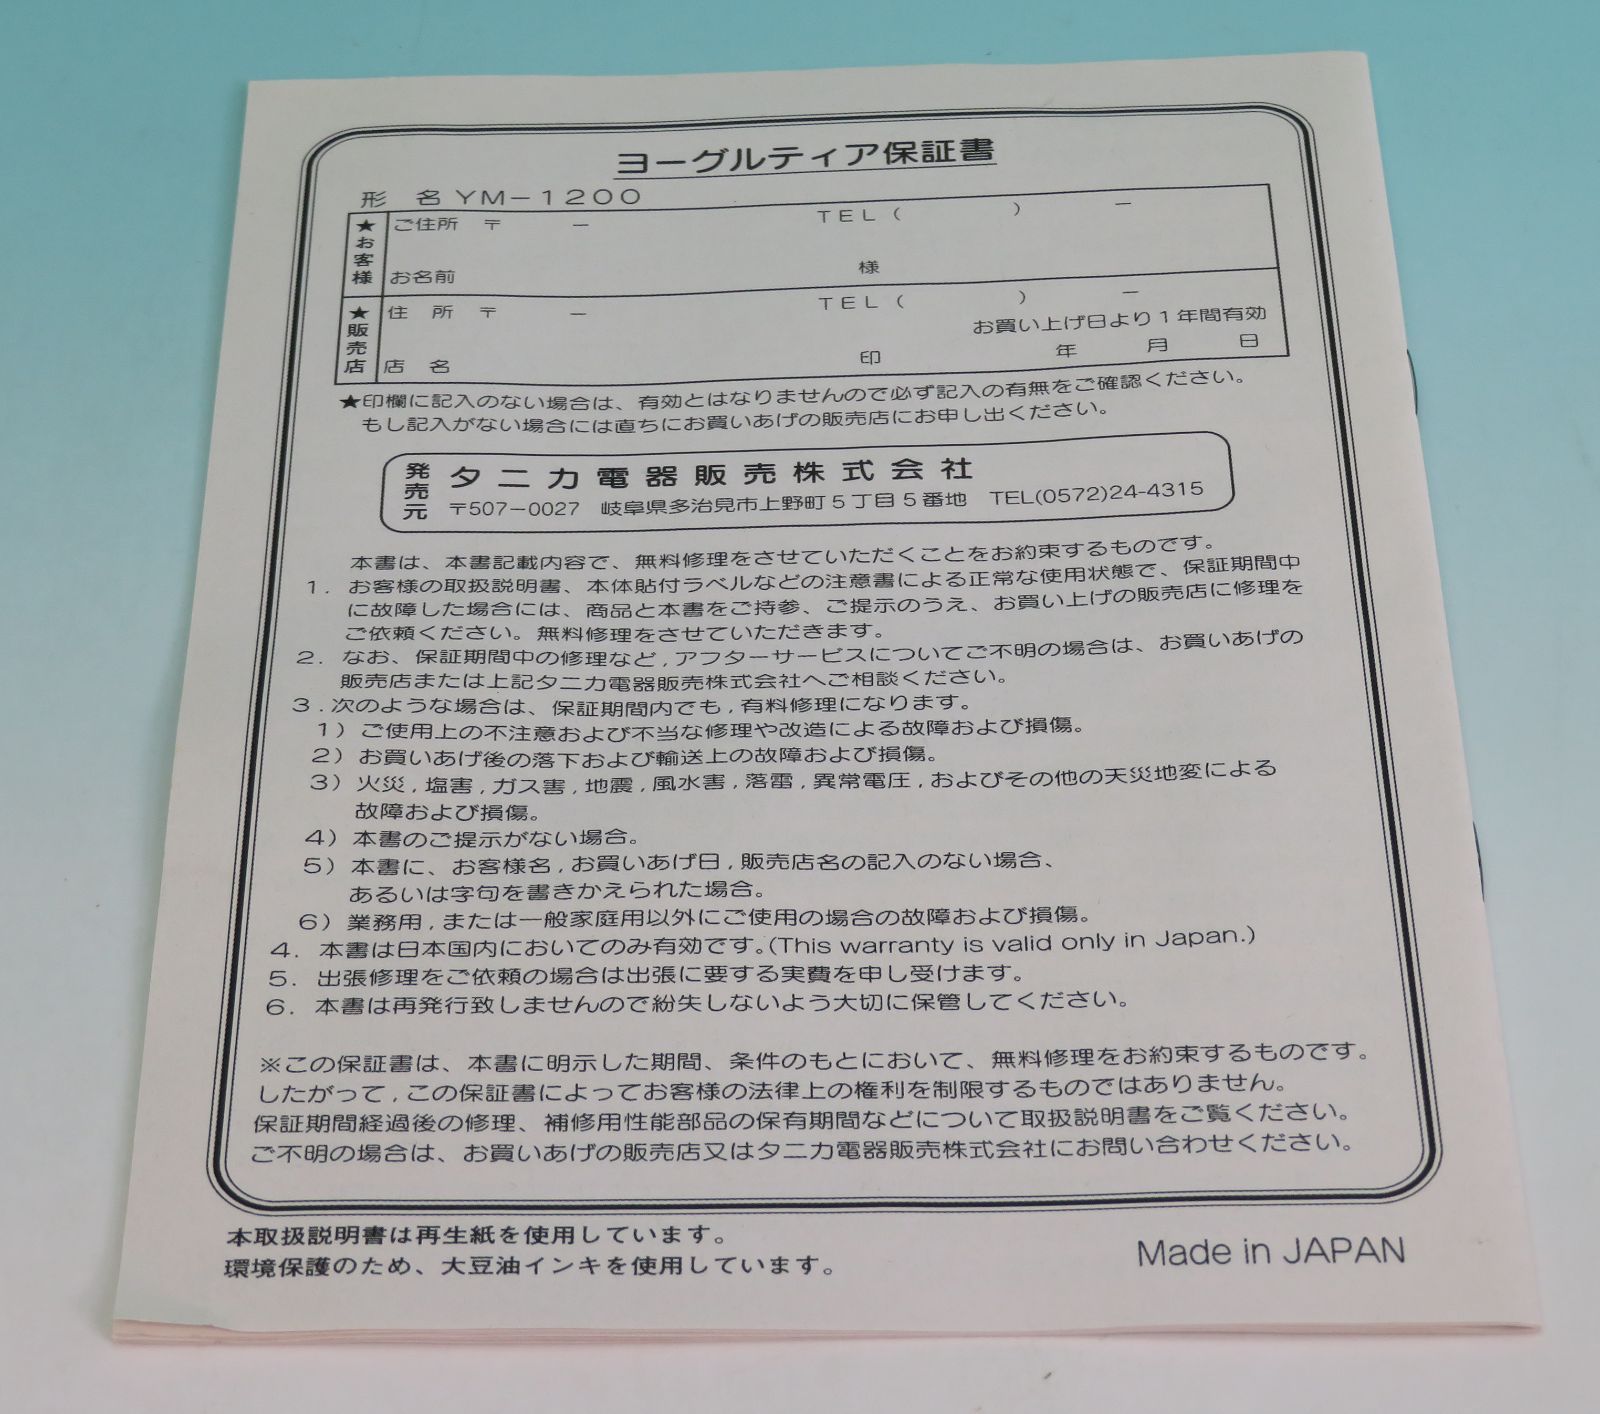 ヨーグルティア保証書
形 名 YM-1200
★お客様 ご住所 〒 － TEL( ) －
お名前 様
★販売店 住 所 〒 － TEL( ) －
お買い上げ日より1年間有効
店 名 印 年 月 日
★印欄に記入のない場合は、有効とはなりませんので必ず記入の有無をご確認ください。
もし記入がない場合には直ちにお買いあげの販売店にお申し出ください。
発売元 タニカ電器販売株式会社
〒507-0027 岐阜県多治見市上野町5丁目5番地 TEL(0572)24-4315
本書は、本書記載内容で、無料修理をさせていただくことをお約束するものです。
1. お客様の取扱説明書、本体貼付ラベルなどの注意書による正常な使用状態で、保証期間中
に故障した場合には、商品と本書をご持参、ご提示のうえ、お買い上げの販売店に修理を
ご依頼ください。無料修理をさせていただきます。
2. なお、保証期間中の修理など,アフターサービスについてご不明の場合は、お買いあげの
販売店または上記タニカ電器販売株式会社へご相談ください。
3.次のような場合は、保証期間内でも,有料修理になります。
1)ご使用上の不注意および不当な修理や改造による故障および損傷。
2)お買いあげ後の落下および輸送上の故障および損傷。
3)火災,塩害,ガス害,地震,風水害,落雷,異常電圧,およびその他の天災地変による
故障および損傷。
4)本書のご提示がない場合。
5)本書に、お客様名,お買いあげ日,販売店名の記入のない場合、
あるいは字句を書きかえられた場合。
6)業務用,または一般家庭用以外にご使用の場合の故障および損傷。
4. 本書は日本国内においてのみ有効です。(This warranty is valid only in Japan.)
5. 出張修理をご依頼の場合は出張に要する実費を申し受けます。
6. 本書は再発行致しませんので紛失しないよう大切に保管してください。
※この保証書は、本書に明示した期間、条件のもとにおいて、無料修理をお約束するものです。
したがって,この保証書によってお客様の法律上の権利を制限するものではありません。
保証期間経過後の修理、補修用性能部品の保有期間などについて取扱説明書をご覧ください。
ご不明の場合は、お買いあげの販売店又はタニカ電器販売株式会社にお問い合わせください。
本取扱説明書は再生紙を使用しています。
環境保護のため、大豆油インキを使用しています。
Made in JAPAN